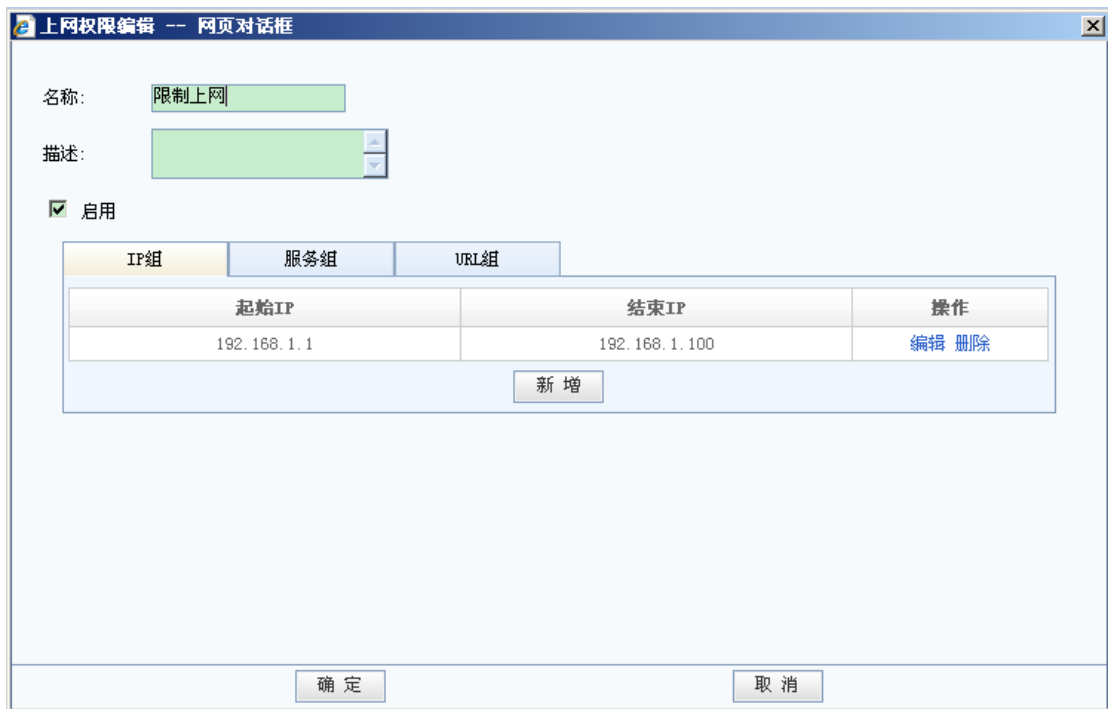 上网权限编辑 -- 网页对话框
名称: 限制上网
描述:
启用
IP组 服务组 URL组
起始IP 结束IP 操作
192.168.1.1 192.168.1.100 编辑 删除
新 增
确 定 取 消